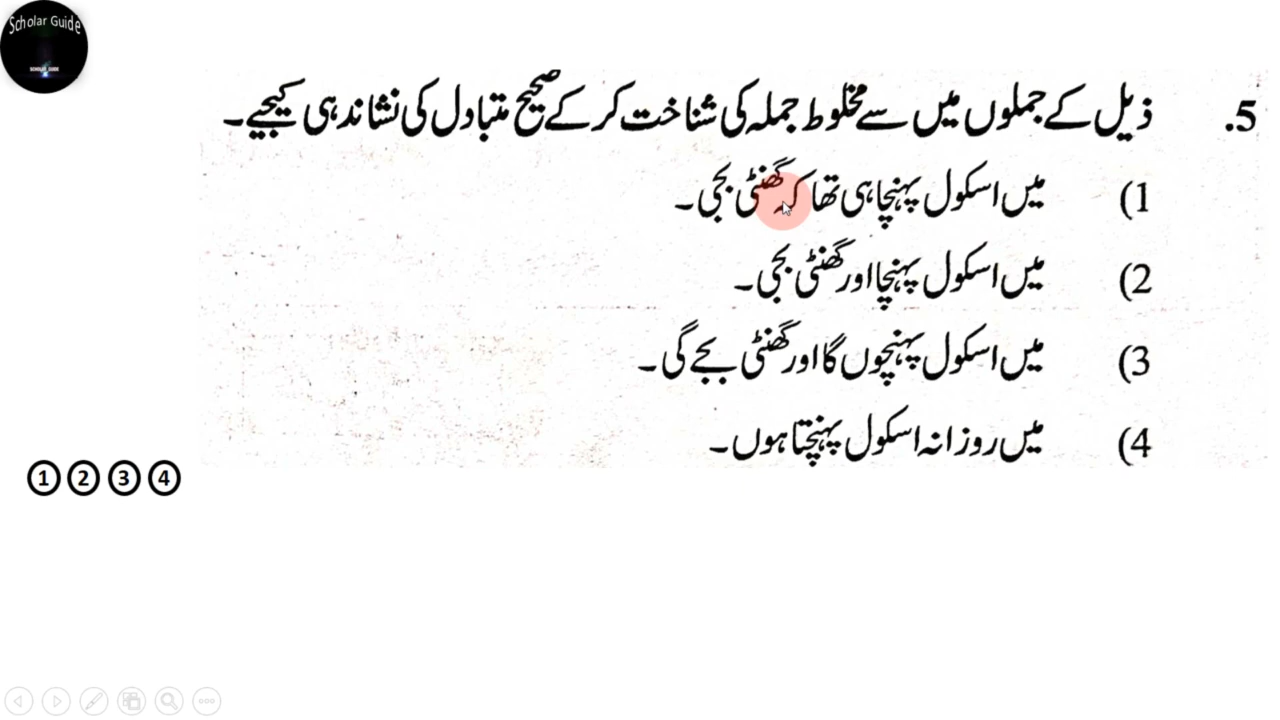 Scholar Guide
SCHOLAR GUIDE
5. ذیل کے جملوں میں سے مخلوط جملہ کی شناخت کر کے صحیح متبادل کی نشاندہی کیجیے۔
1) میں اسکول پہنچا ہی تھا کہ گھنٹی بجی۔
2) میں اسکول پہنچا اور گھنٹی بجی۔
3) میں اسکول پہنچوں گا اور گھنٹی بجے گی۔
4) میں روزانہ اسکول پہنچتا ہوں۔
1 2 3 4